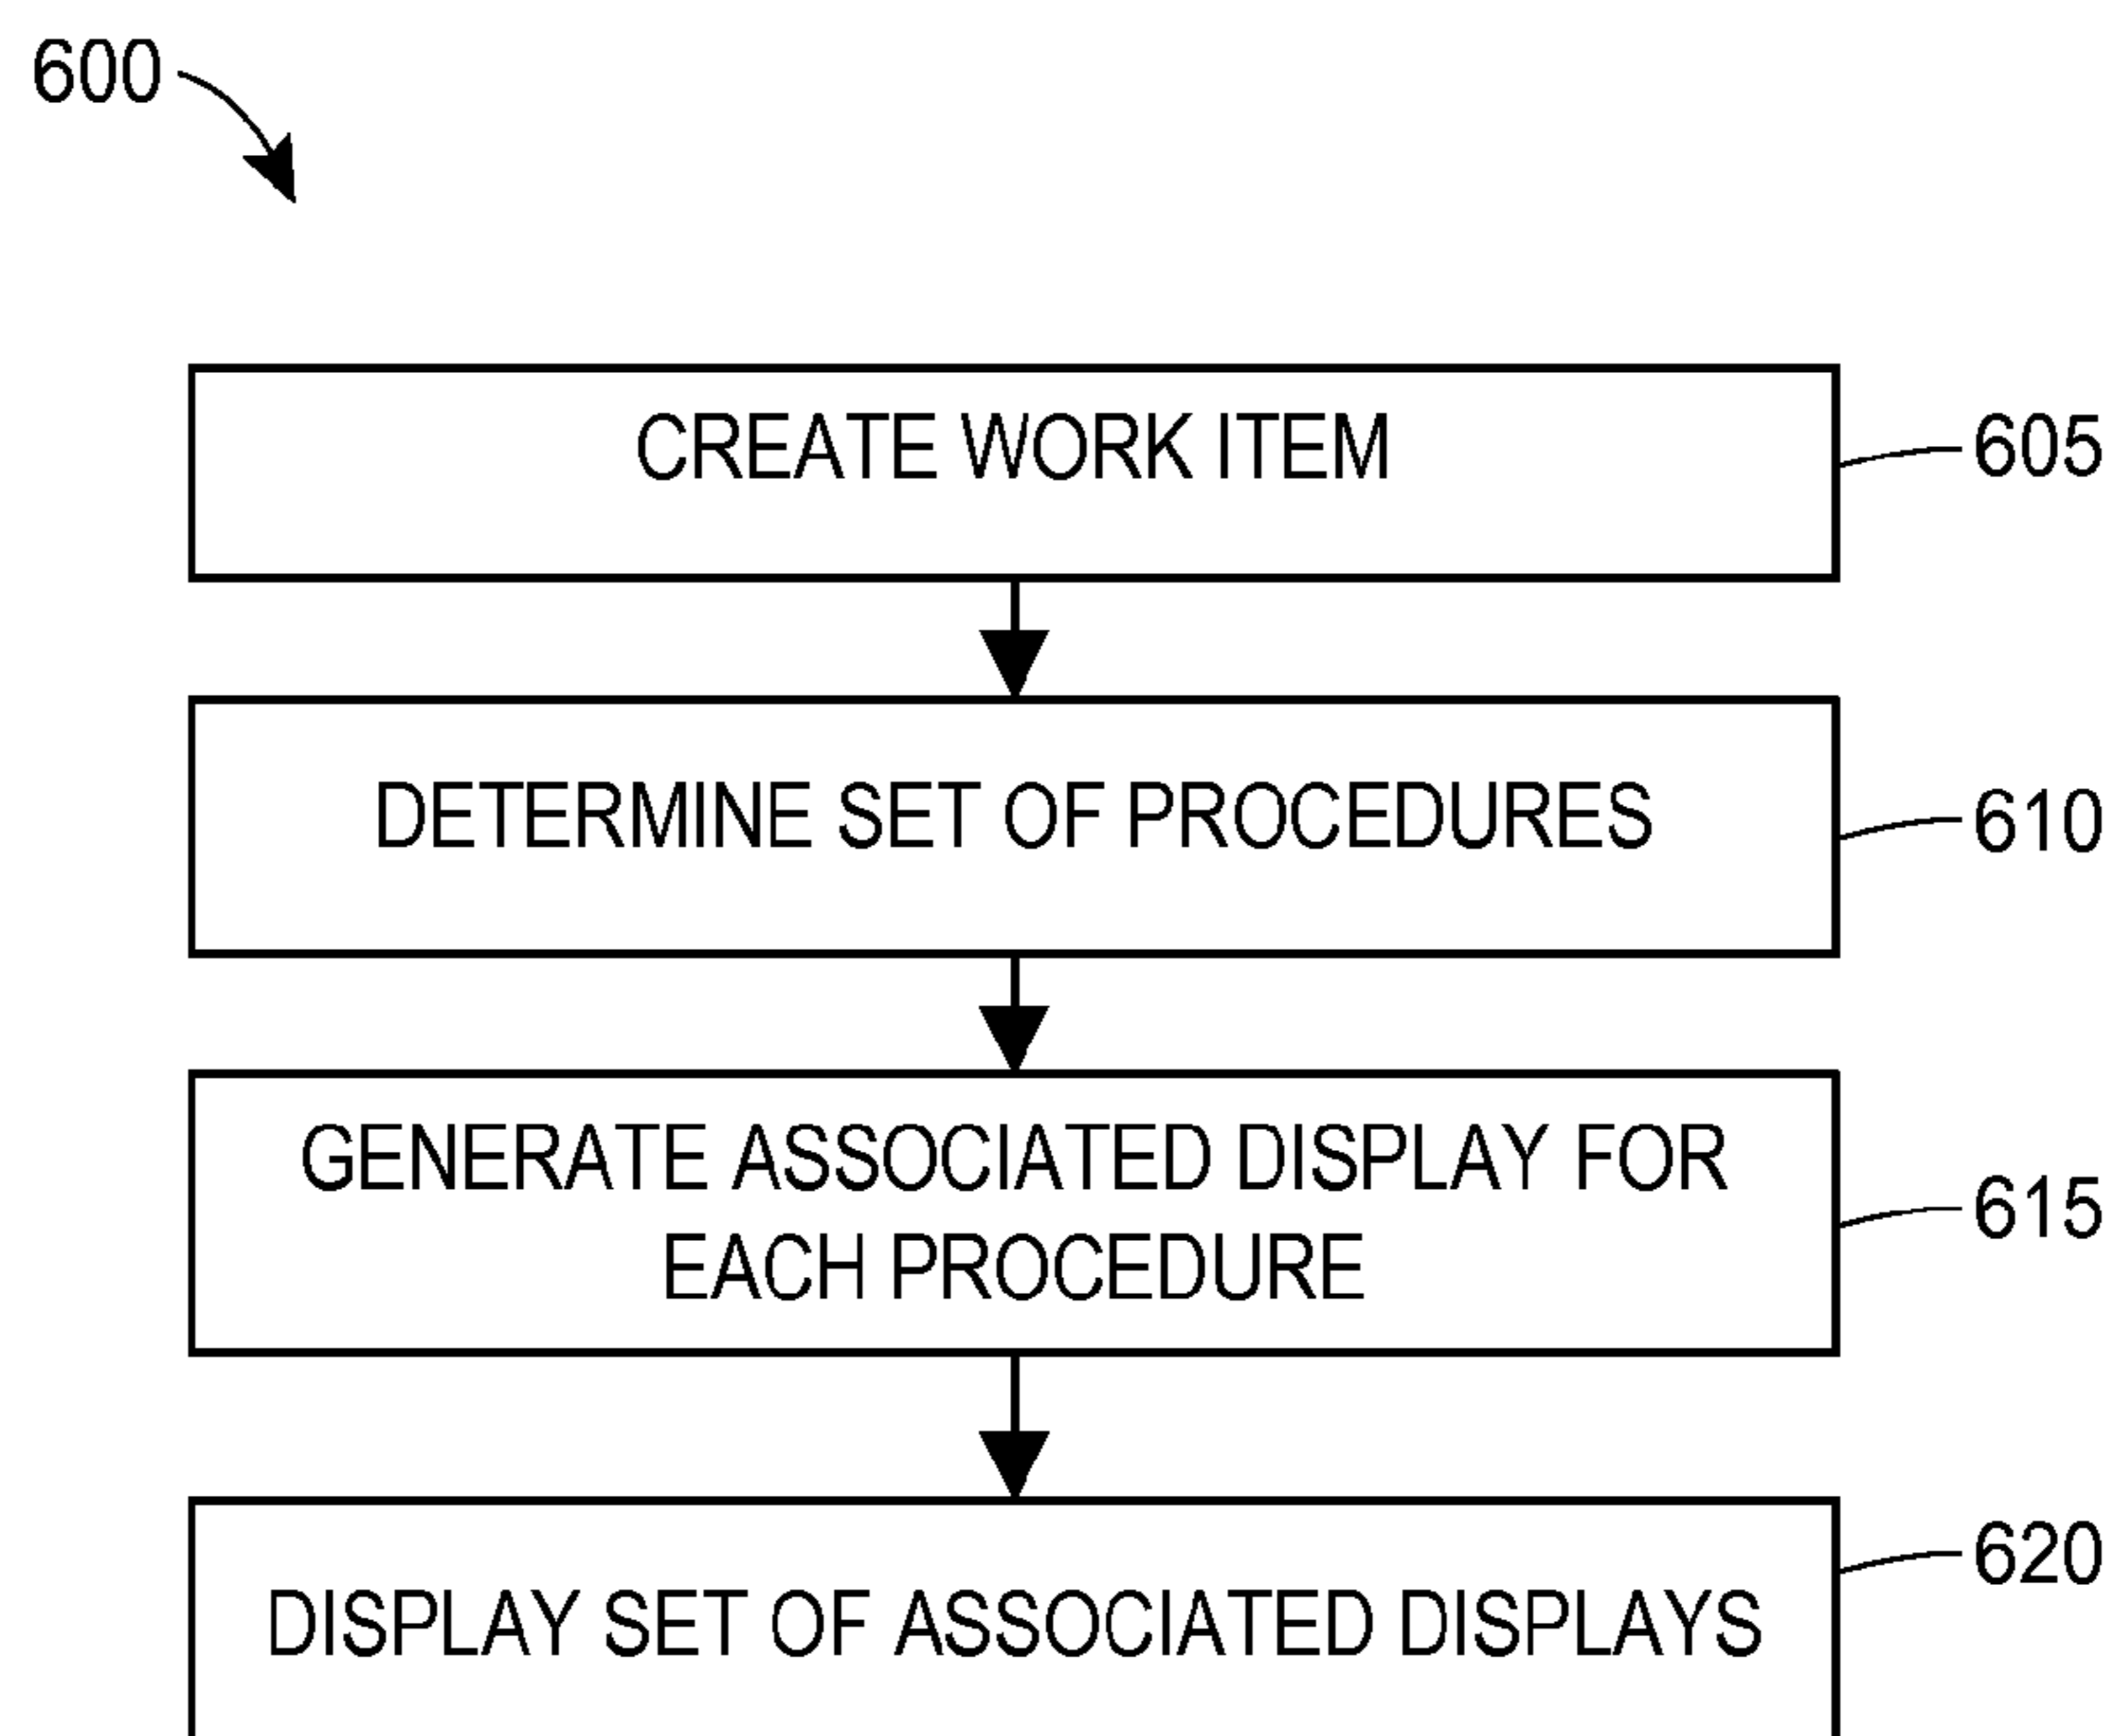 600
CREATE WORK ITEM
605
DETERMINE SET OF PROCEDURES
610
GENERATE ASSOCIATED DISPLAY FOR
EACH PROCEDURE
615
620
DISPLAY SET OF ASSOCIATED DISPLAYS